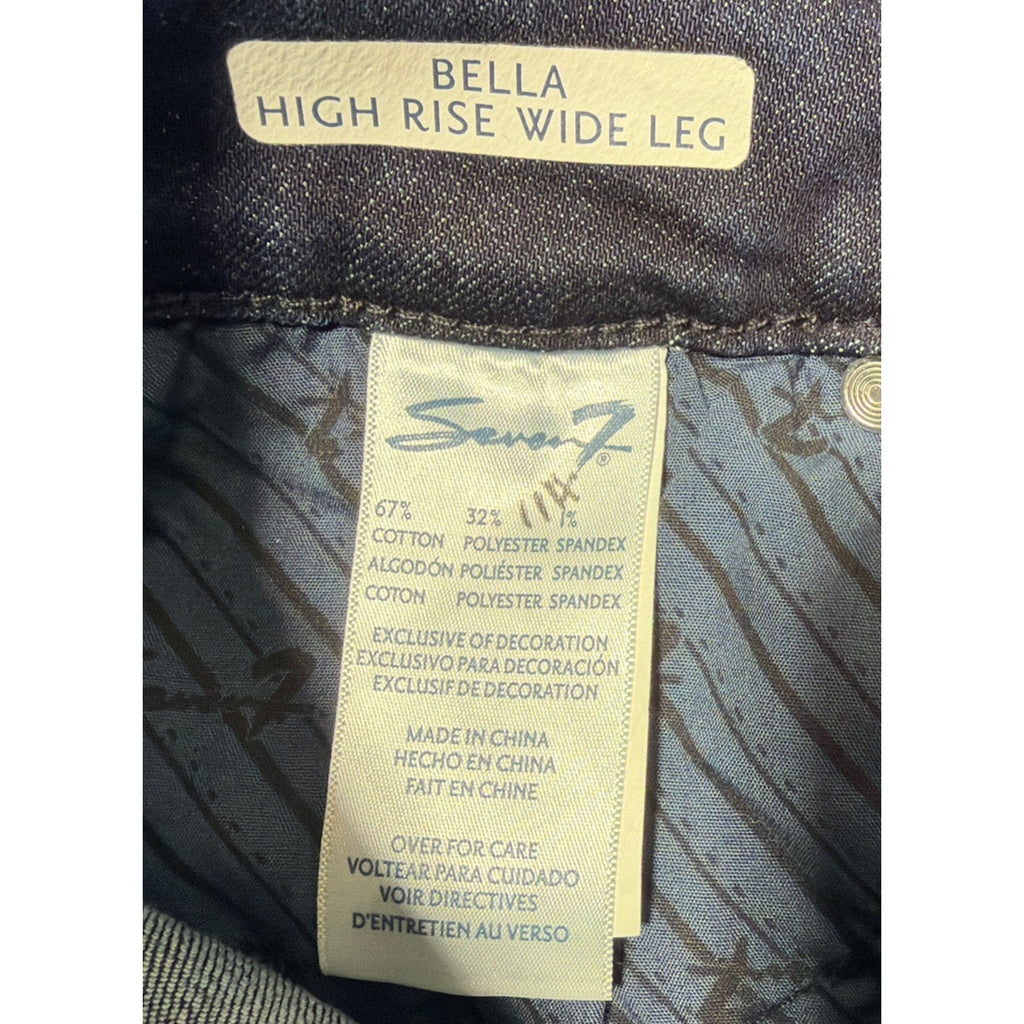 BELLA
HIGH RISE WIDE LEG
Seven7®
67% 32% 1%
COTTON POLYESTER SPANDEX
ALGODÓN POLIÉSTER SPANDEX
COTON POLYESTER SPANDEX
EXCLUSIVE OF DECORATION
EXCLUSIVO PARA DECORACIÓN
EXCLUSIF DE DECORATION
MADE IN CHINA
HECHO EN CHINA
FAIT EN CHINE
OVER FOR CARE
VOLTEAR PARA CUIDADO
VOIR DIRECTIVES
D'ENTRETIEN AU VERSO